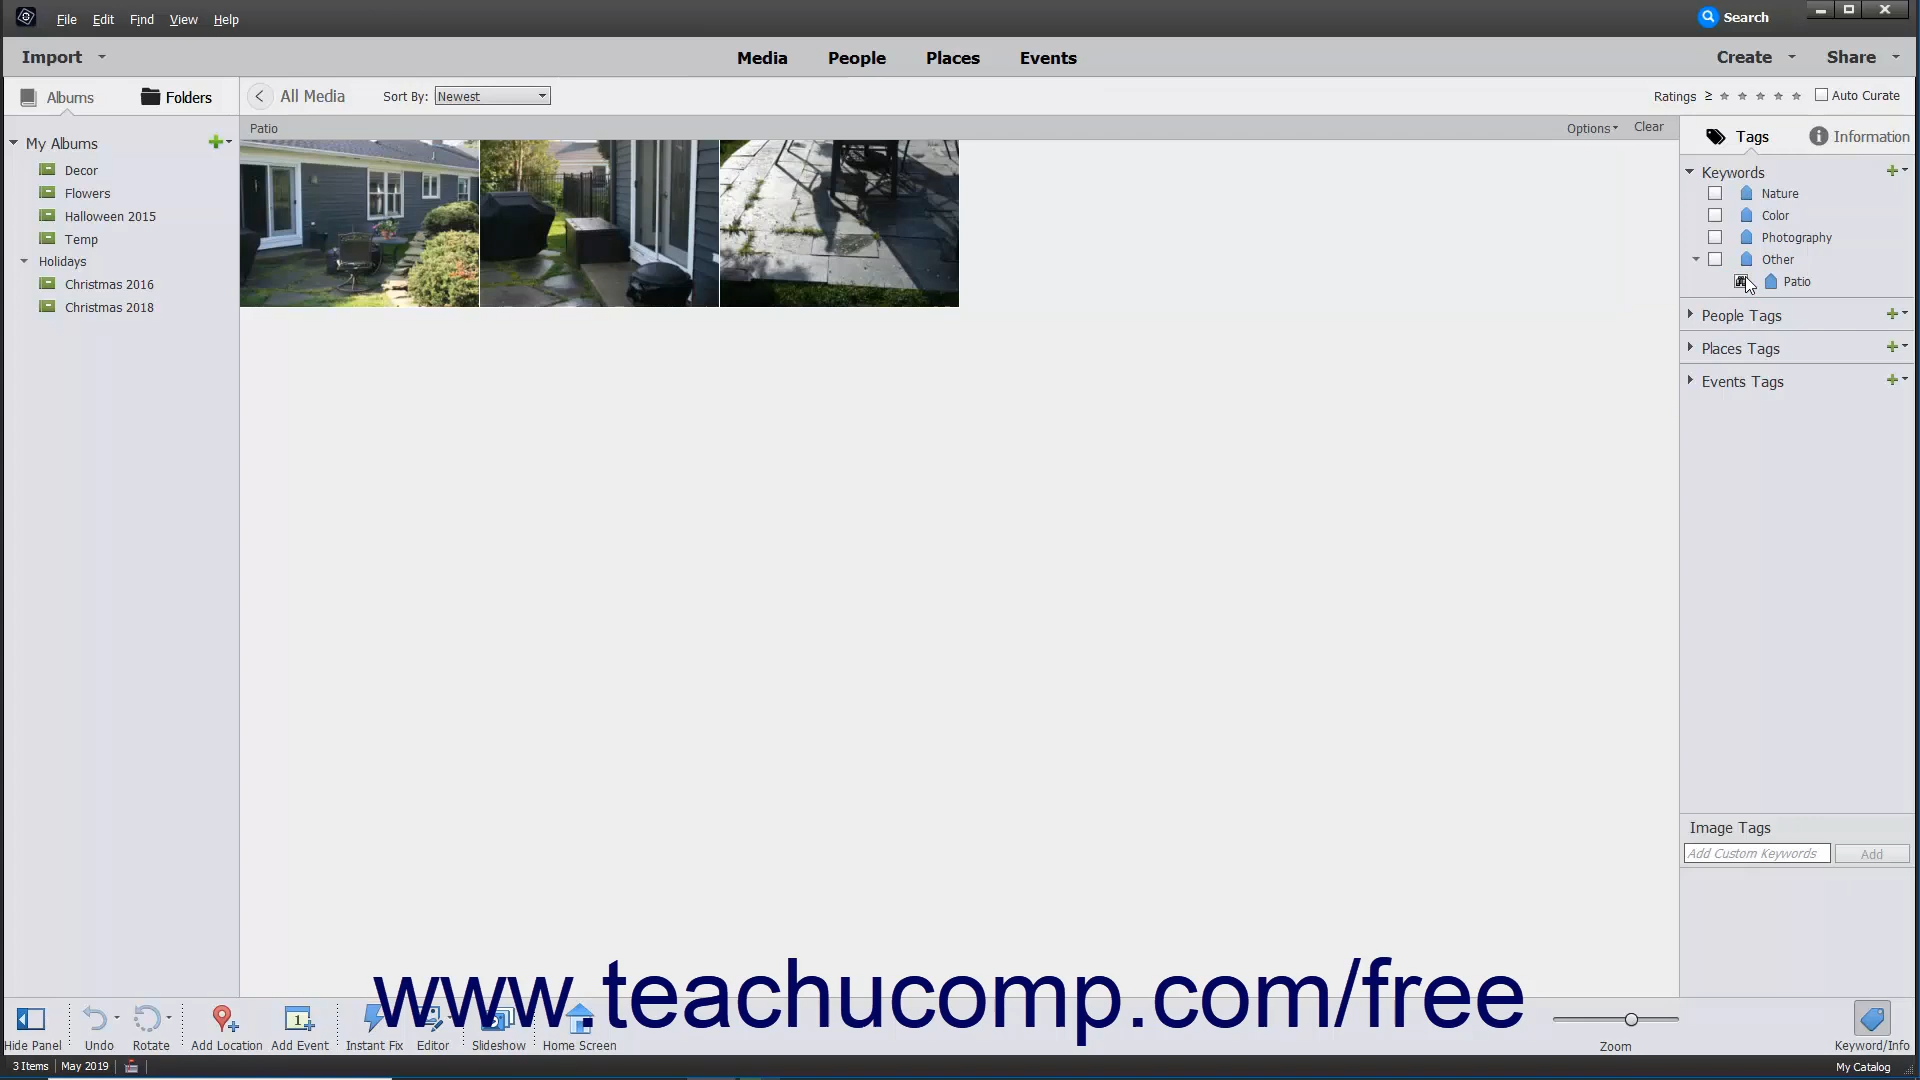 File Edit Find View Help Search
Import Media People Places Events Create Share
Albums Folders All Media Sort By: Newest Ratings ≥ Auto Curate
Patio Options Clear
Tags Information
My Albums
Decor
Flowers
Halloween 2015
Temp
Holidays
Christmas 2016
Christmas 2018
Keywords
Nature
Color
Photography
Other
Patio
People Tags
Places Tags
Events Tags
Image Tags
Add Custom Keywords Add
www.teachucomp.com/free
Hide Panel Undo Rotate Add Location Add Event Instant Fix Editor Slideshow Home Screen Zoom Keyword/Info
3 Items May 2019 My Catalog